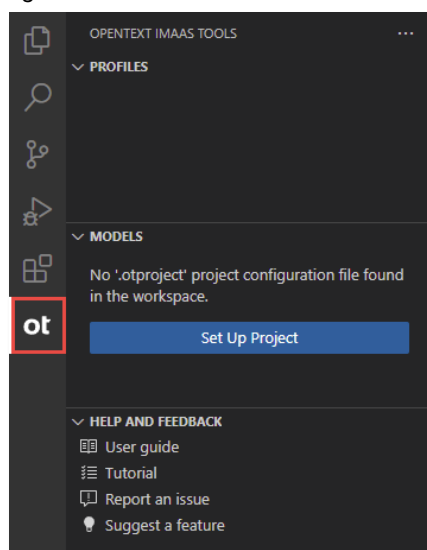 OPENTEXT IMAAS TOOLS
PROFILES
MODELS
No '.otproject' project configuration file found
in the workspace.
ot
Set Up Project
HELP AND FEEDBACK
User guide
Tutorial
Report an issue
Suggest a feature